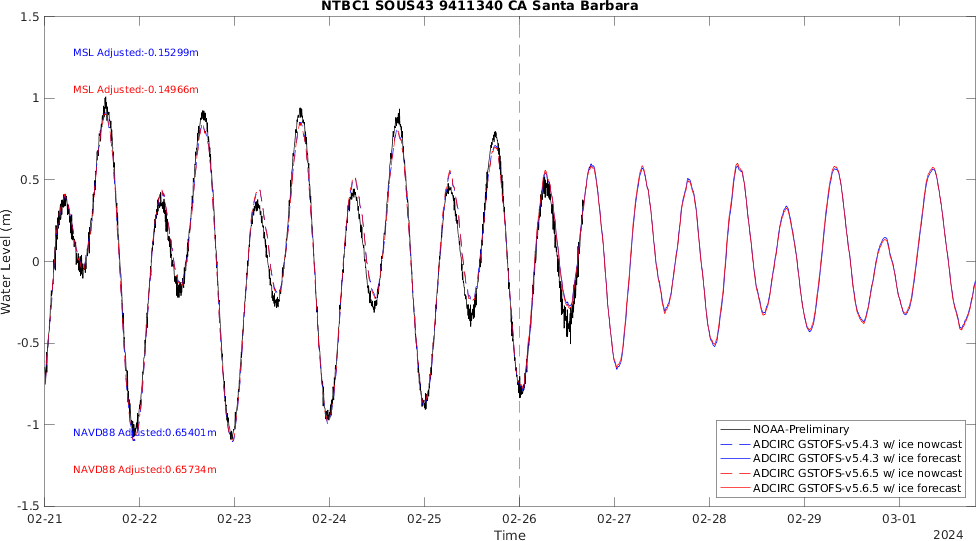 NTBC1 SOUS43 9411340 CA Santa Barbara
1.5
MSL Adjusted:-0.15299m
MSL Adjusted:-0.14966m
1
0.5
Water Level (m)
0
-0.5
-1
NAVD88 Adjusted:0.65401m
NAVD88 Adjusted:0.65734m
-1.5
NOAA-Preliminary
ADCIRC GSTOFS-v5.4.3 w/ ice nowcast
ADCIRC GSTOFS-v5.4.3 w/ ice forecast
ADCIRC GSTOFS-v5.6.5 w/ ice nowcast
ADCIRC GSTOFS-v5.6.5 w/ ice forecast
02-21 02-22 02-23 02-24 02-25 02-26 02-27 02-28 02-29 03-01
Time
2024